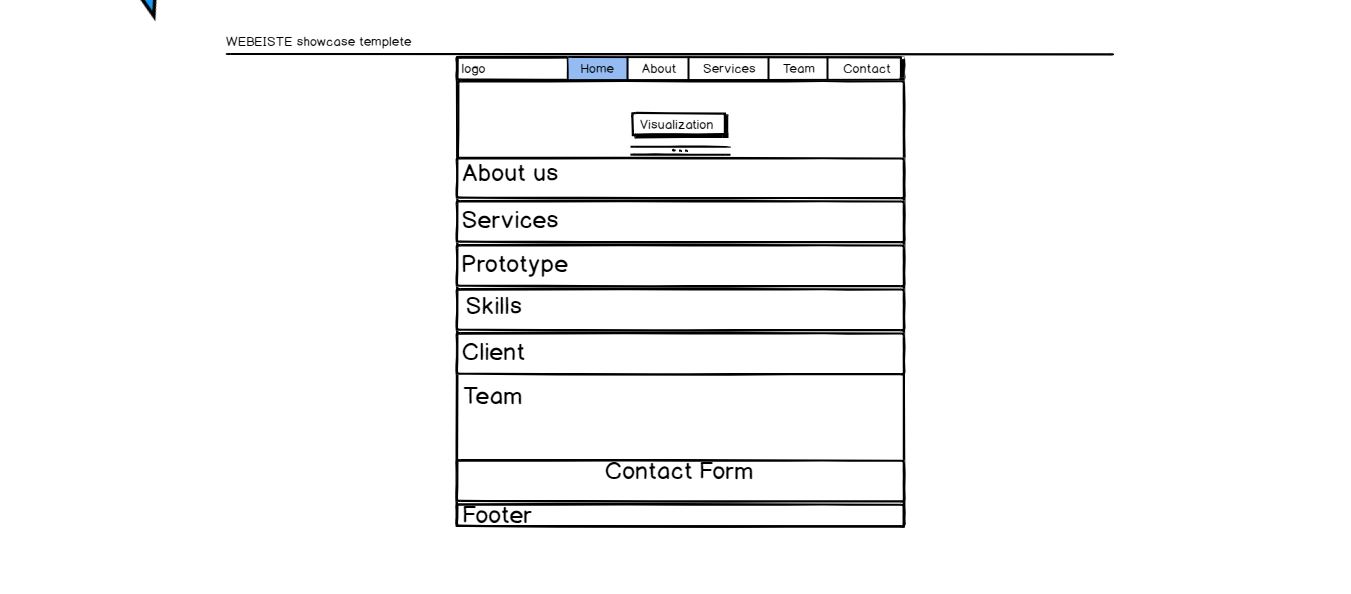 WEBEISTE showcase templete
logo Home About Services Team Contact
Visualization
About us
Services
Prototype
Skills
Client
Team
Contact Form
Footer